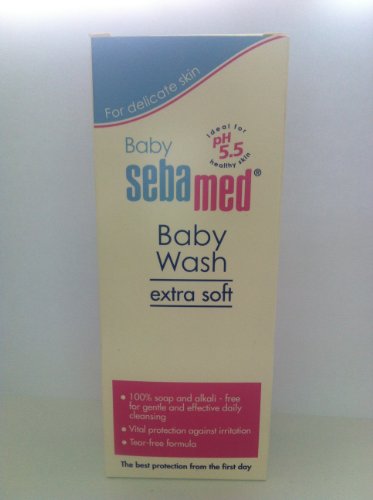 For delicate skin
Baby
sebamed®
Ideal for
pH
5.5
healthy skin
Baby
Wash
extra soft
• 100% soap and alkali - free
for gentle and effective daily
cleansing
• Vital protection against irritation
• Tear-free formula
The best protection from the first day